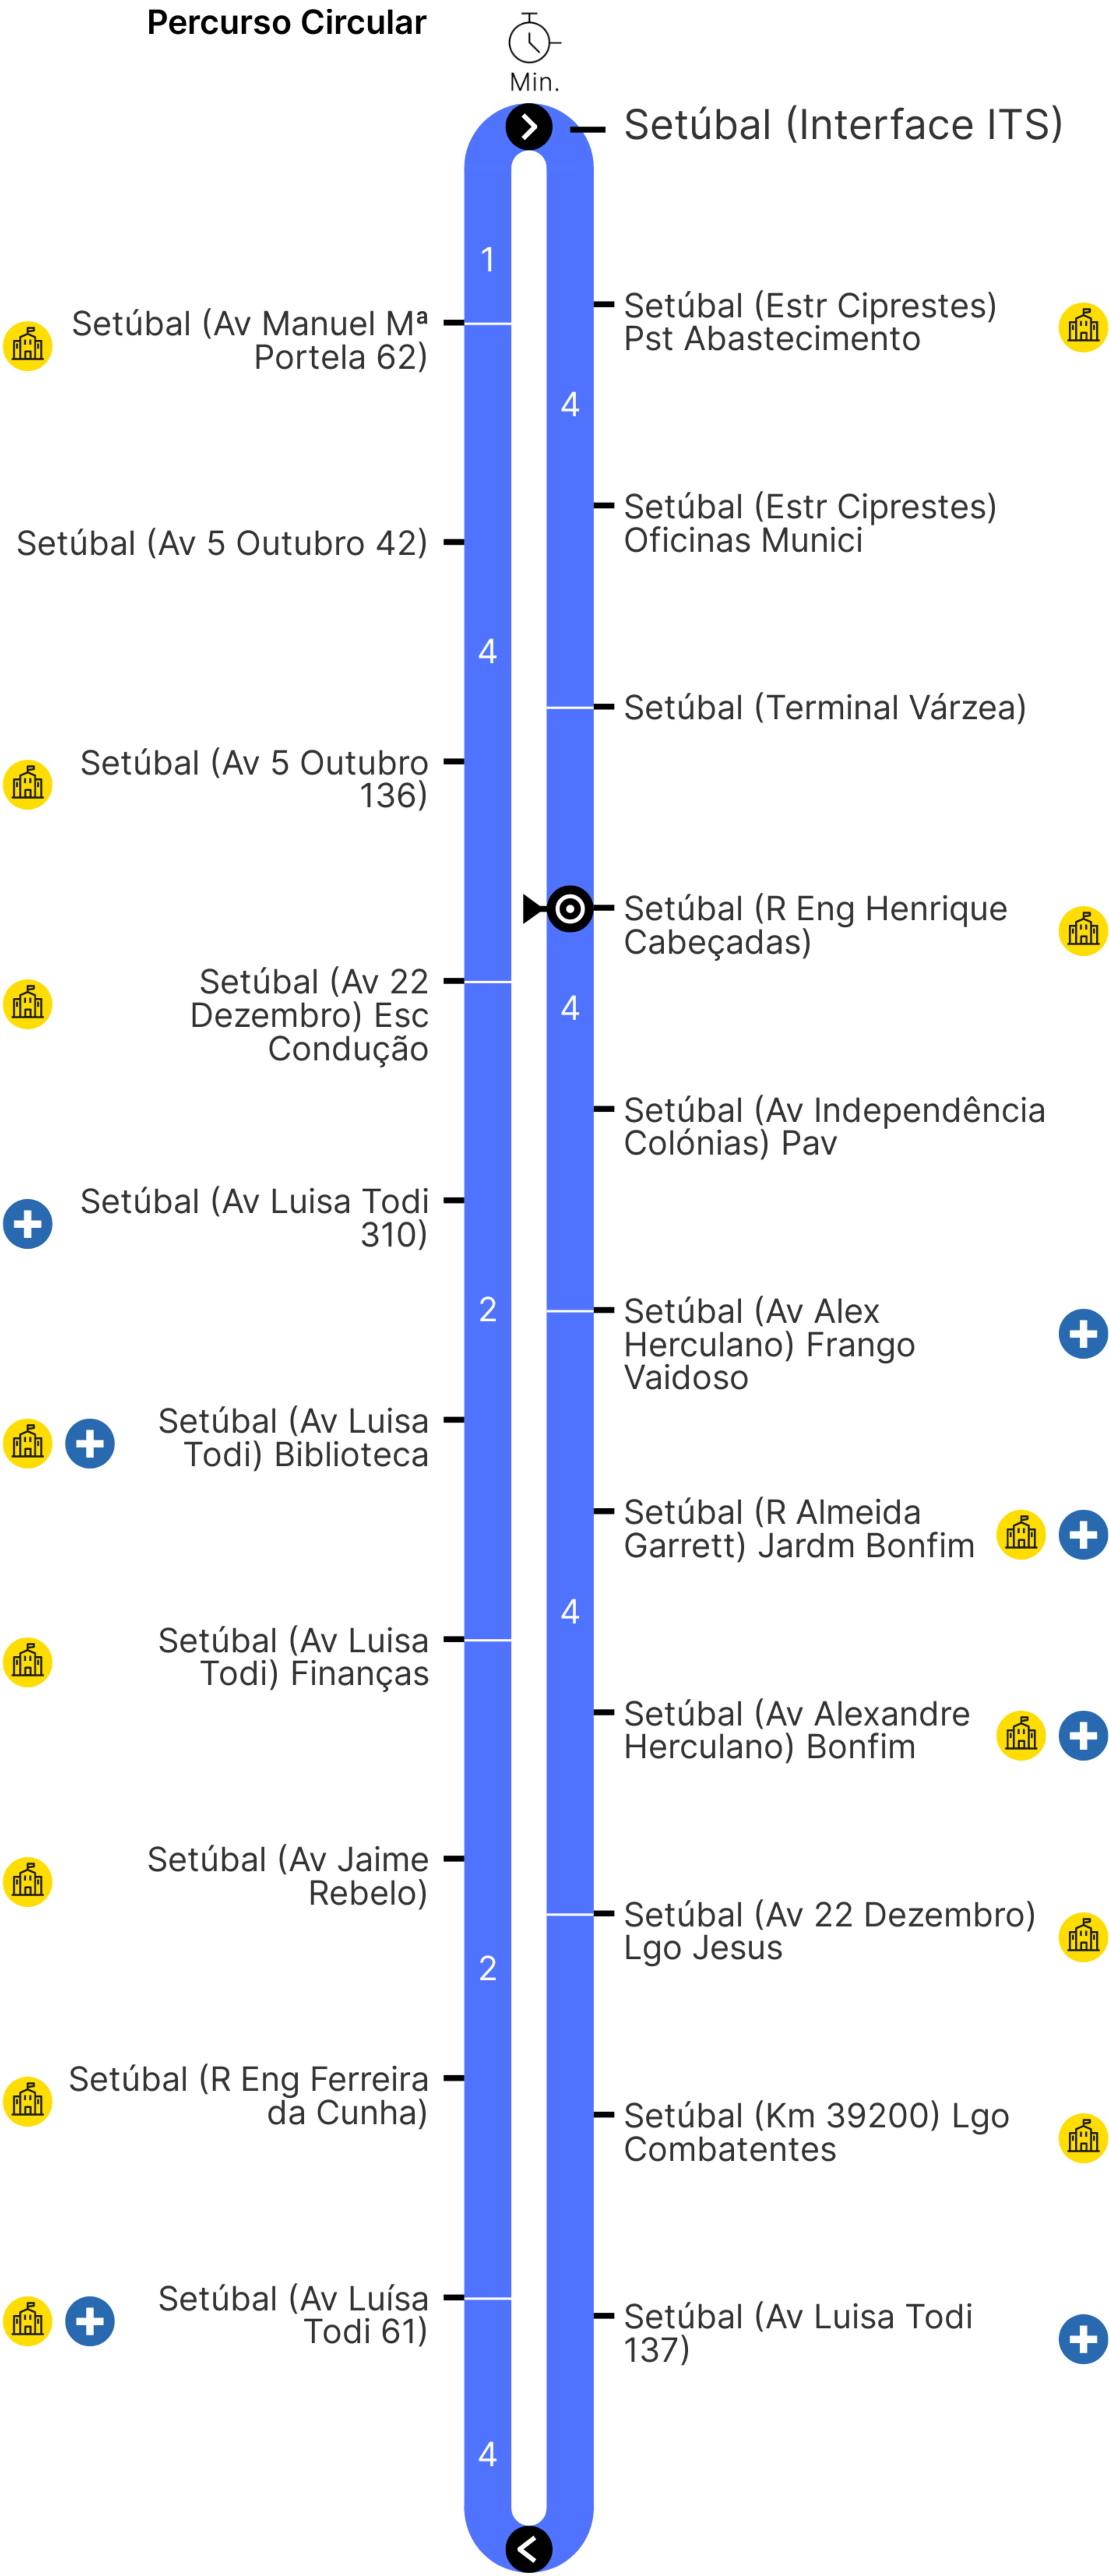 Percurso Circular
Min.
Setúbal (Interface ITS)
1
Setúbal (Av Manuel Mª
Portela 62)
Setúbal (Estr Ciprestes)
Pst Abastecimento
4
Setúbal (Estr Ciprestes)
Oficinas Munici
Setúbal (Av 5 Outubro 42)
4
Setúbal (Terminal Várzea)
Setúbal (Av 5 Outubro
136)
Setúbal (R Eng Henrique
Cabeçadas)
Setúbal (Av 22
Dezembro) Esc
Condução
4
Setúbal (Av Independência
Colónias) Pav
Setúbal (Av Luisa Todi
310)
2
Setúbal (Av Alex
Herculano) Frango
Vaidoso
Setúbal (Av Luisa
Todi) Biblioteca
Setúbal (R Almeida
Garrett) Jardm Bonfim
4
Setúbal (Av Luisa
Todi) Finanças
Setúbal (Av Alexandre
Herculano) Bonfim
Setúbal (Av Jaime
Rebelo)
Setúbal (Av 22 Dezembro)
Lgo Jesus
2
Setúbal (R Eng Ferreira
da Cunha)
Setúbal (Km 39200) Lgo
Combatentes
Setúbal (Av Luísa
Todi 61)
Setúbal (Av Luisa Todi
137)
4